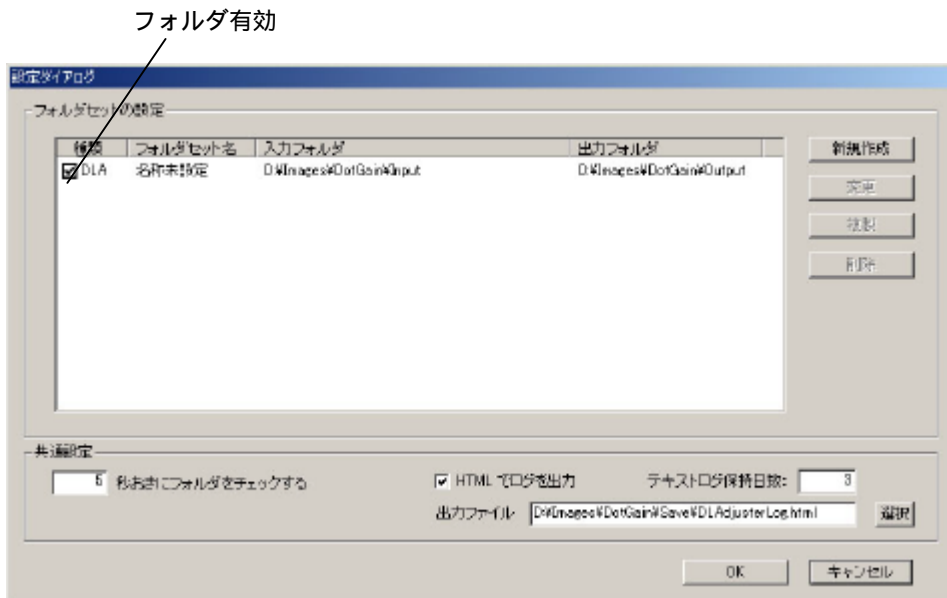 フォルダ有効
設定ダイアログ
フォルダセットの設定
種類 フォルダセット名 入力フォルダ 出力フォルダ
DLA 名称未設定 D:¥Images¥DotGain¥Input D:¥Images¥DotGain¥Output
新規作成
変更
複製
削除
共通設定
5 秒おきにフォルダをチェックする
HTML でログを出力
テキストログ保持日数: 3
出力ファイル D:¥Images¥DotGain¥Save¥DLAdjusterLog.html 選択
OK キャンセル